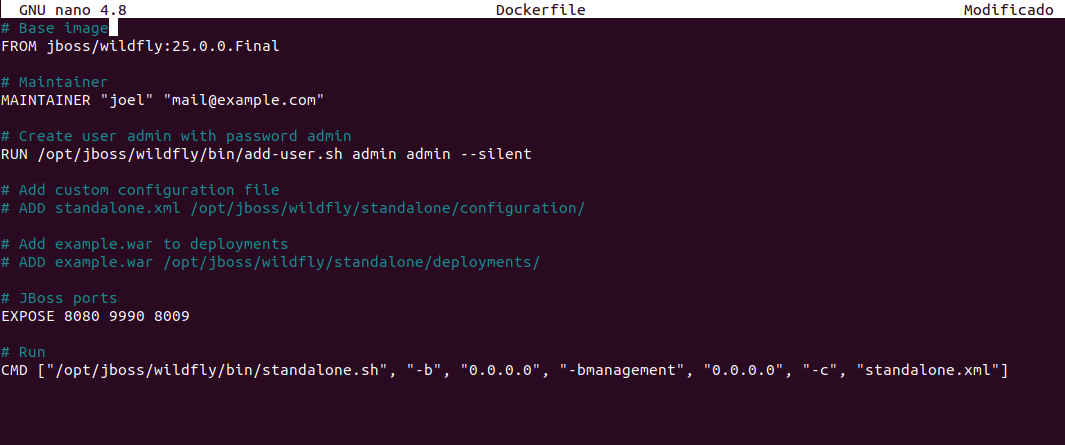 GNU nano 4.8 Dockerfile Modificado
# Base image
FROM jboss/wildfly:25.0.0.Final
# Maintainer
MAINTAINER "joel" "mail@example.com"
# Create user admin with password admin
RUN /opt/jboss/wildfly/bin/add-user.sh admin admin --silent
# Add custom configuration file
# ADD standalone.xml /opt/jboss/wildfly/standalone/configuration/
# Add example.war to deployments
# ADD example.war /opt/jboss/wildfly/standalone/deployments/
# JBoss ports
EXPOSE 8080 9990 8009
# Run
CMD ["/opt/jboss/wildfly/bin/standalone.sh", "-b", "0.0.0.0", "-bmanagement", "0.0.0.0", "-c", "standalone.xml"]